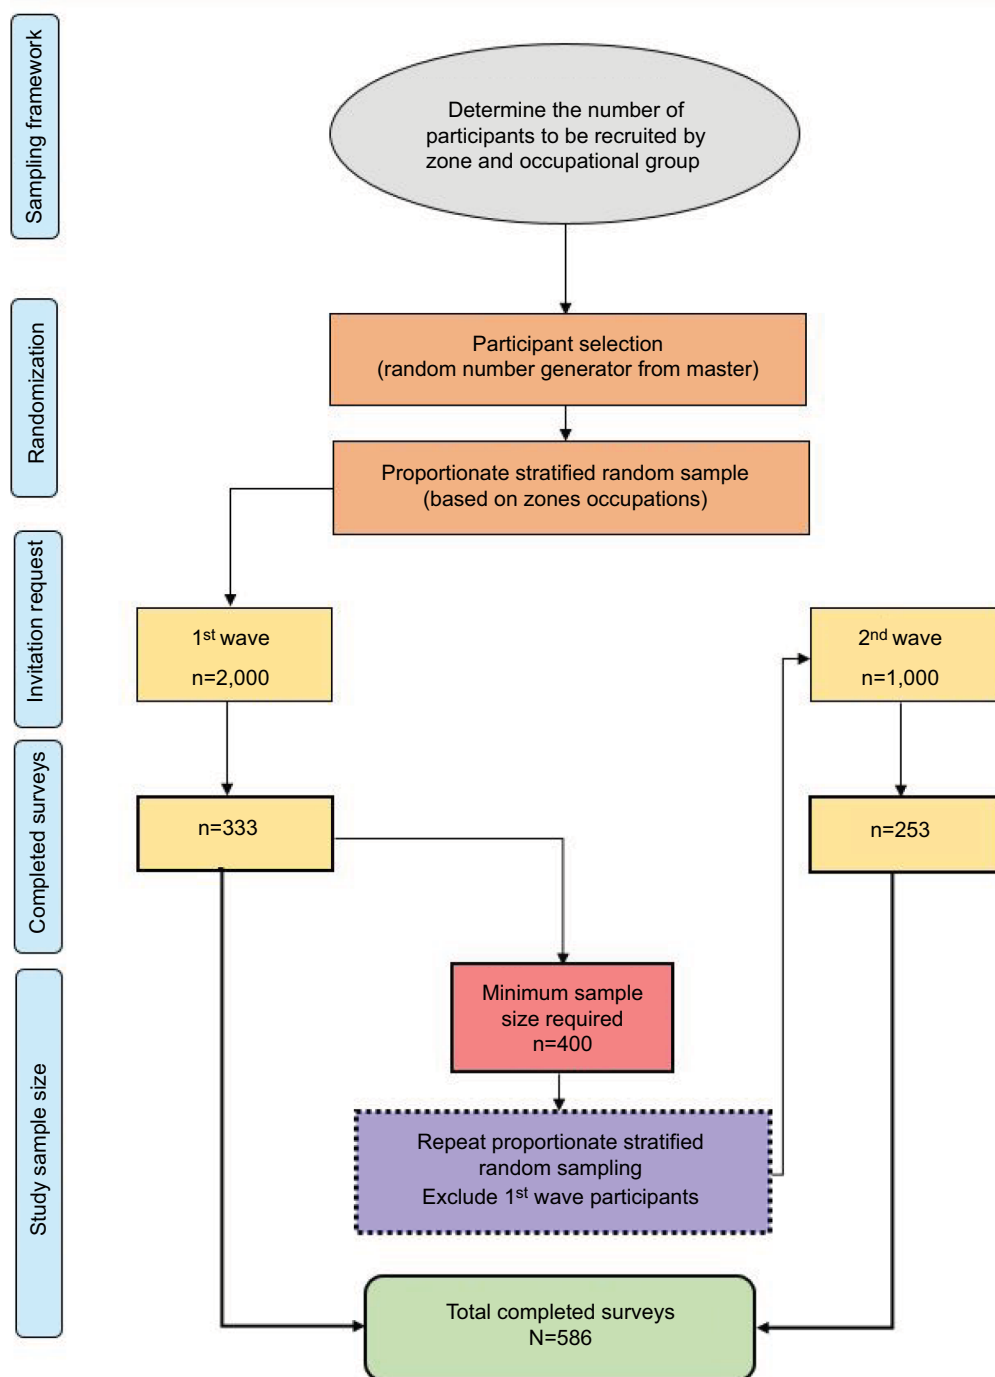 Sampling framework
Determine the number of
participants to be recruited by
zone and occupational group
Randomization
Participant selection
(random number generator from master)
Proportionate stratified random sample
(based on zones occupations)
Invitation request
1st wave
n=2,000
2nd wave
n=1,000
Completed surveys
n=333
n=253
Study sample size
Minimum sample
size required
n=400
Repeat proportionate stratified
random sampling
Exclude 1st wave participants
Total completed surveys
N=586